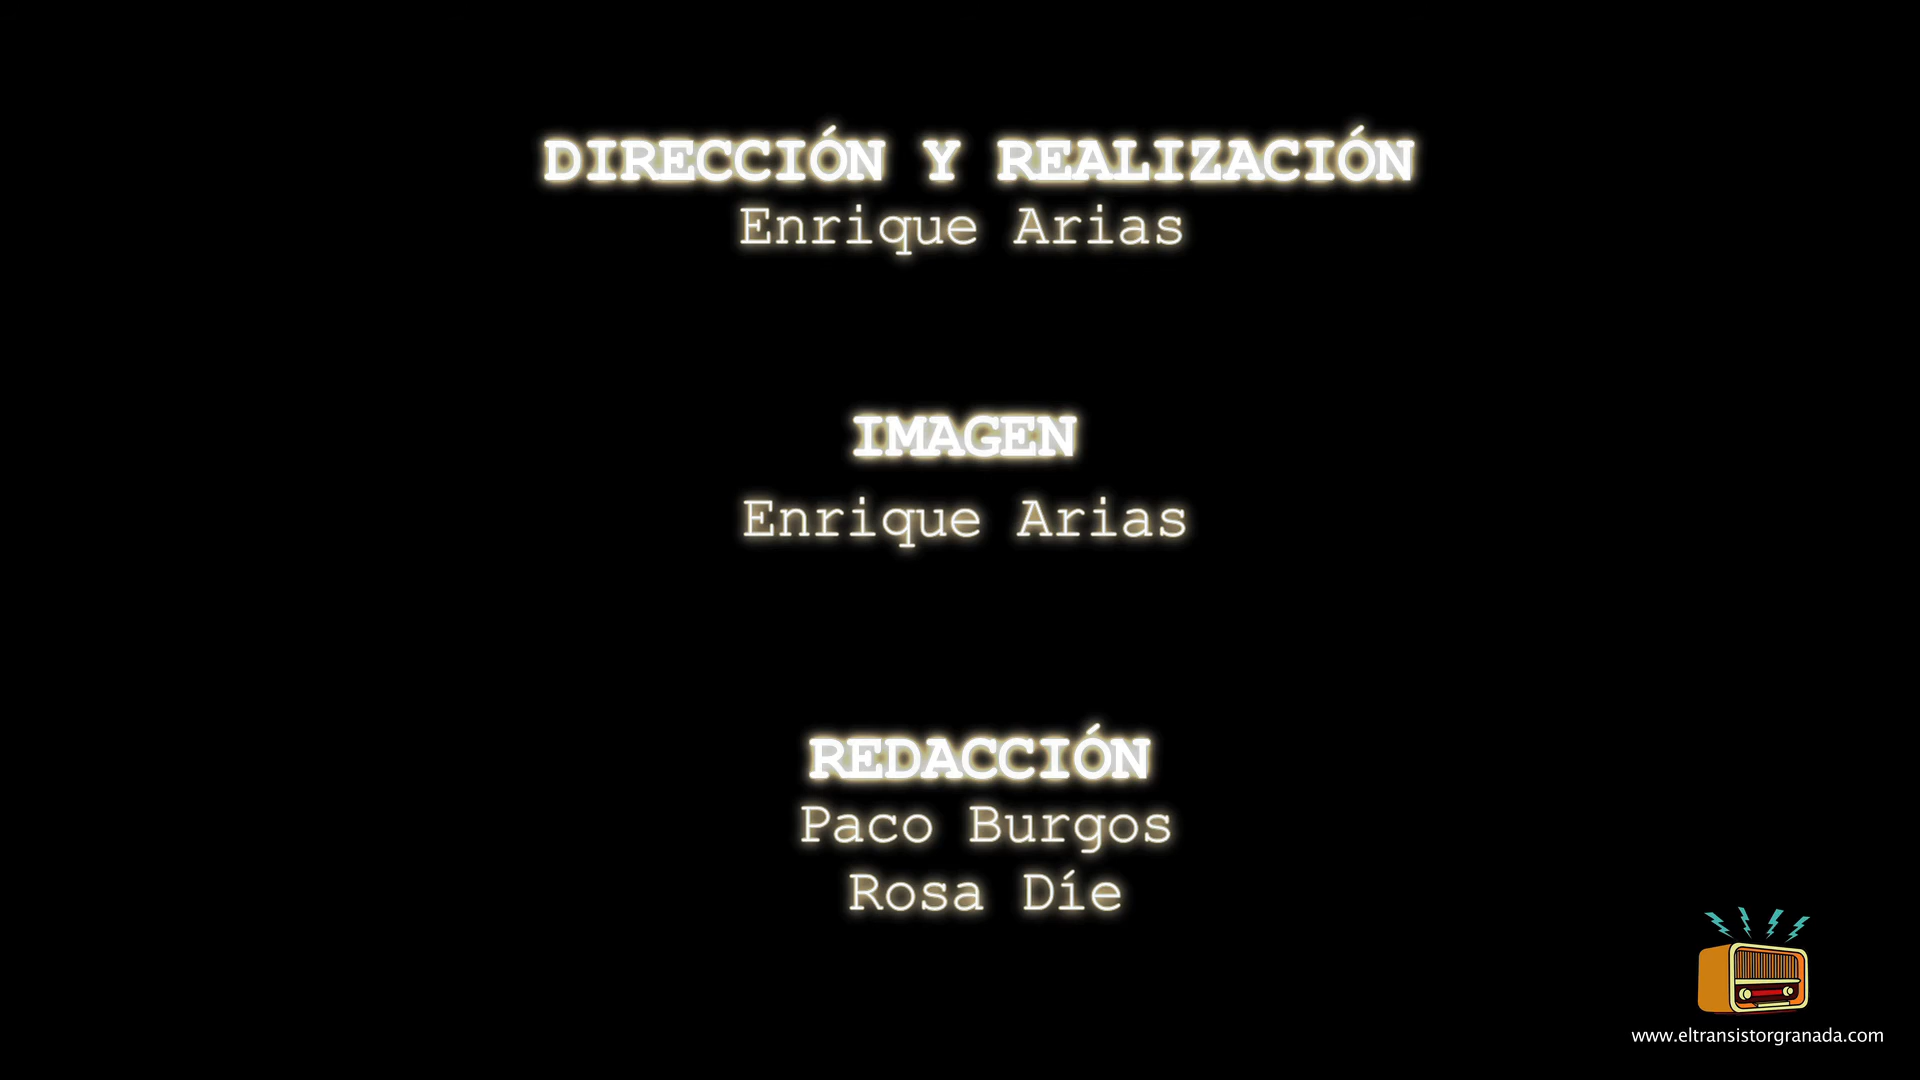 DIRECCIÓN Y REALIZACIÓN
Enrique Arias
IMAGEN
Enrique Arias
REDACCIÓN
Paco Burgos
Rosa Díe
www.eltransistorgranada.com